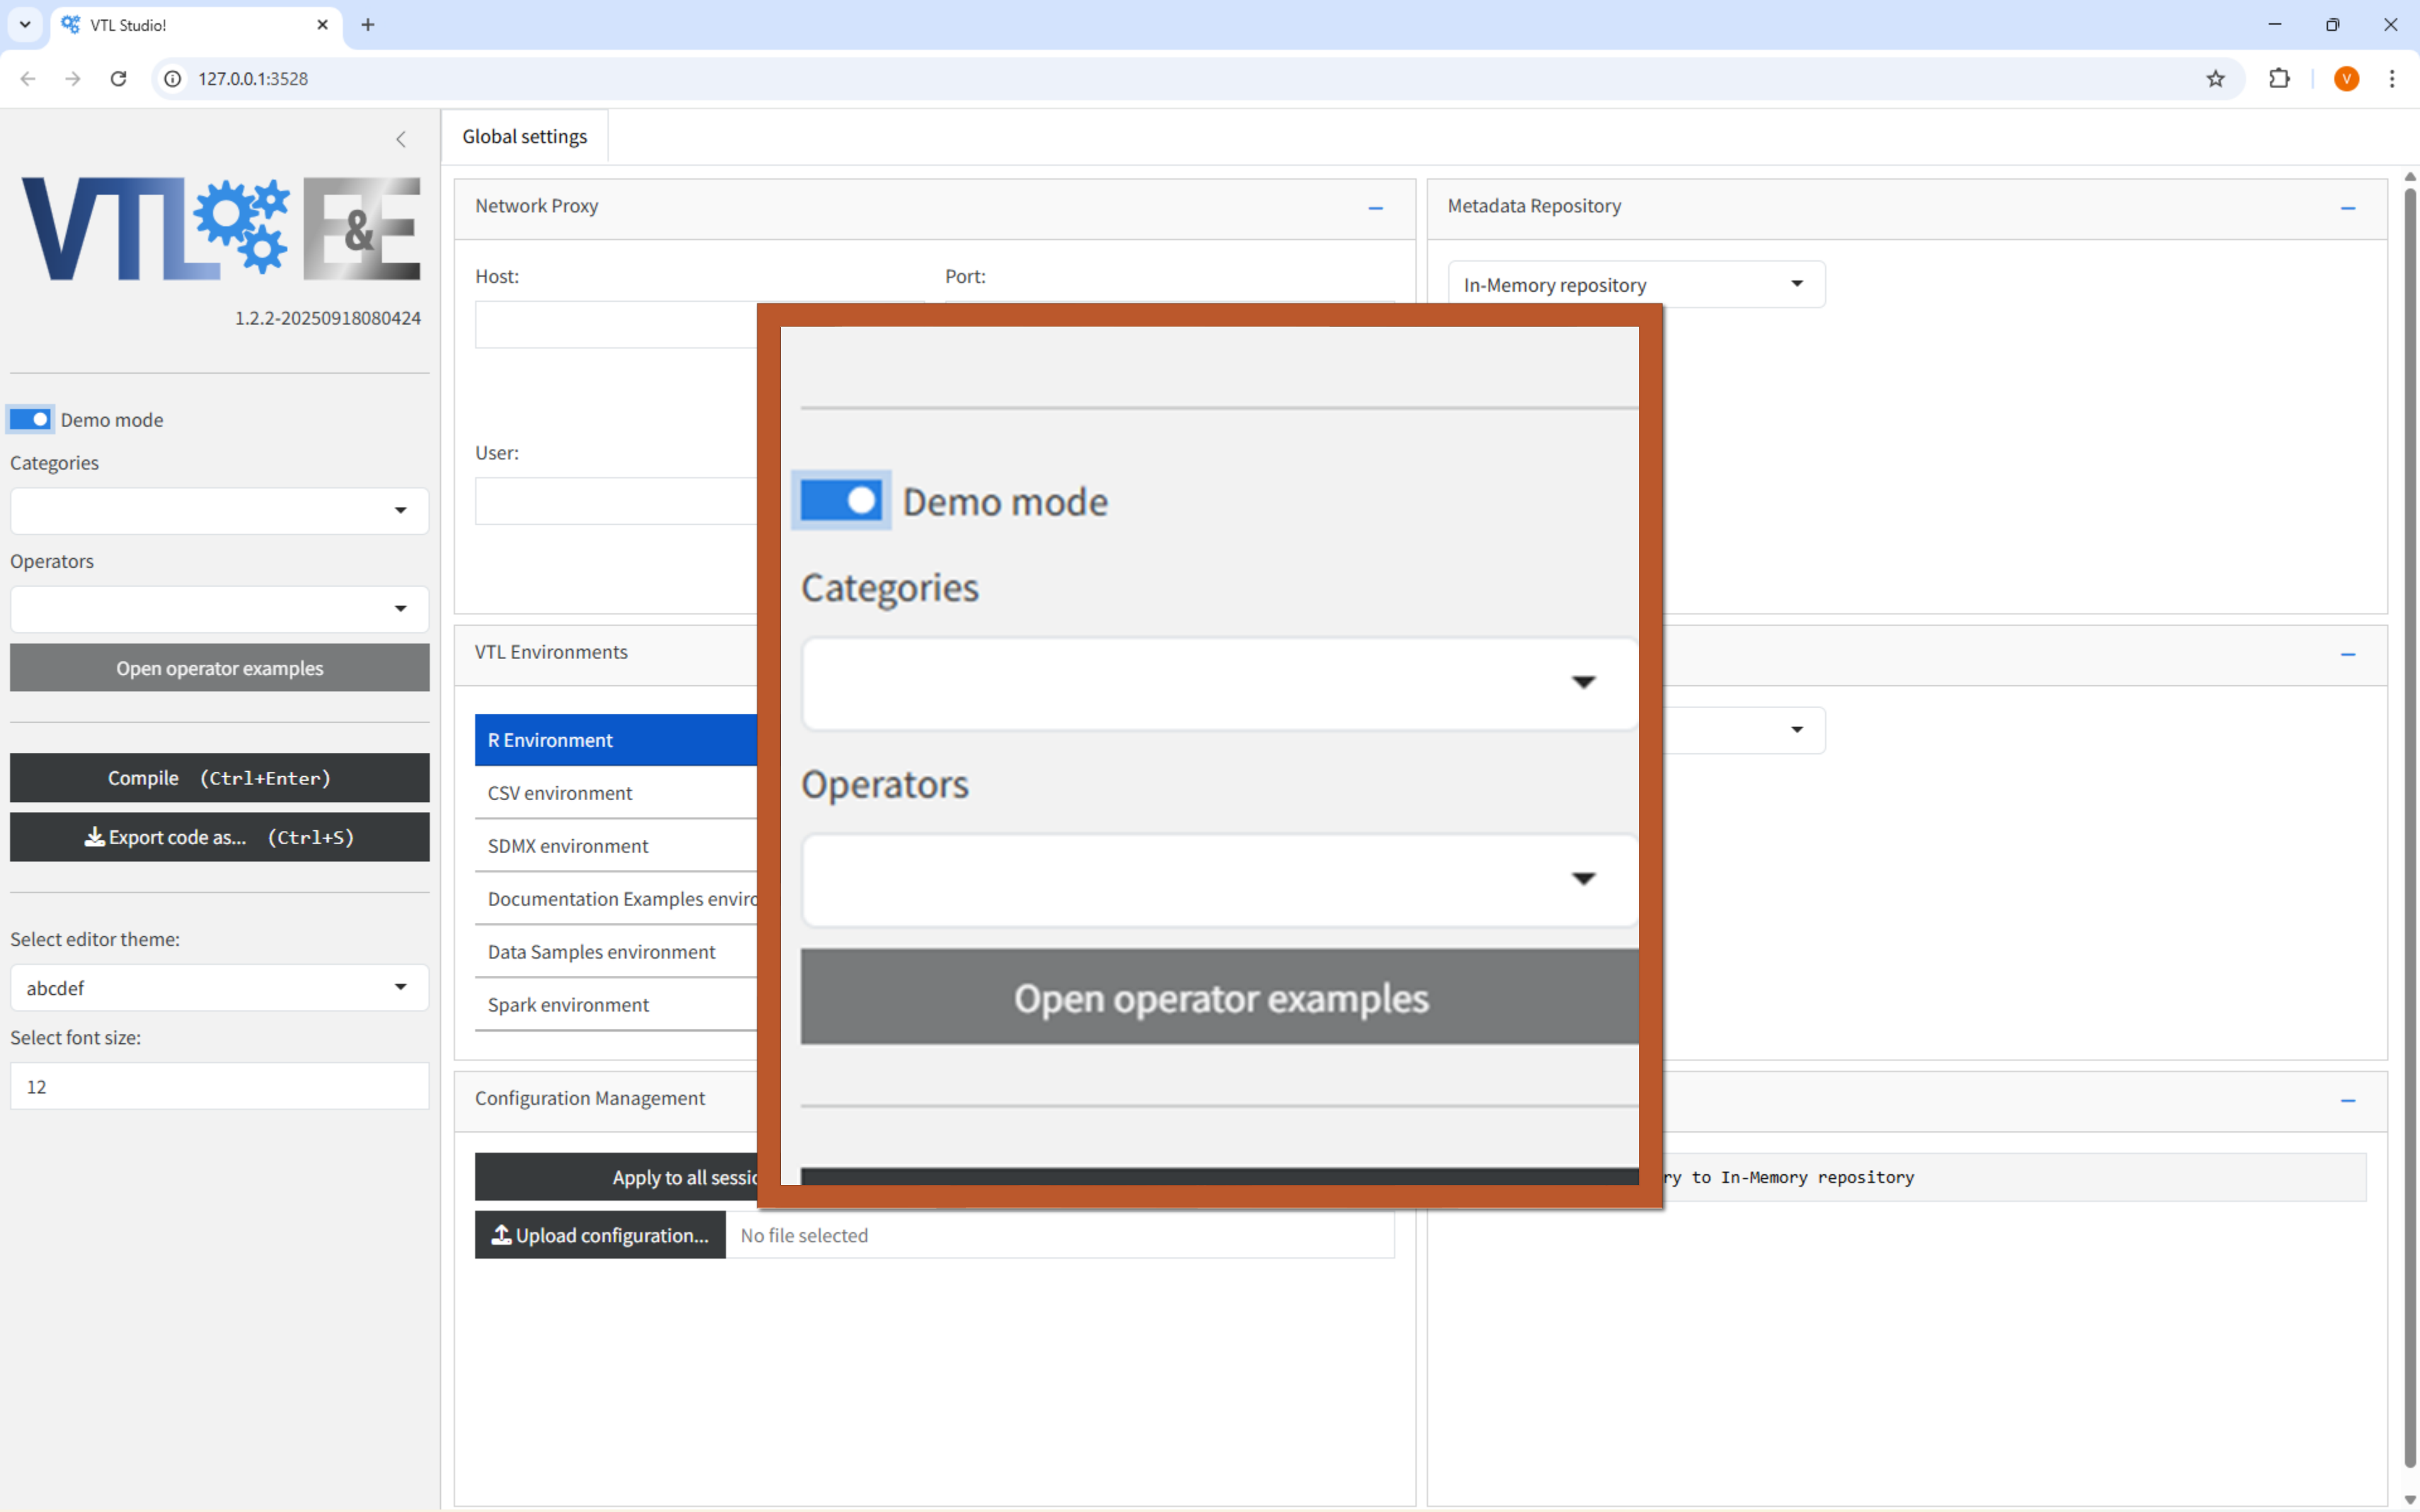 VTL Studio!
127.0.0.1:3528
V
VTL E&E
1.2.2-20250918080424
Demo mode
Categories
Operators
Open operator examples
Compile (Ctrl+Enter)
Export code as... (Ctrl+S)
Select editor theme:
abcdef
Select font size:
12
Global settings
Network Proxy
Host:
Port:
User:
Metadata Repository
In-Memory repository
VTL Environments
R Environment
CSV environment
SDMX environment
Documentation Examples enviro
Data Samples environment
Spark environment
Configuration Management
Apply to all sessio
Upload configuration...
No file selected
ry to In-Memory repository
Demo mode
Categories
Operators
Open operator examples